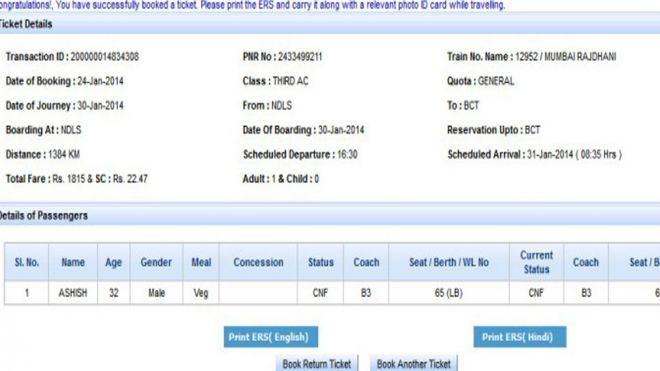 ongratulations!, You have successfully booked a ticket. Please print the ERS and carry it along with a relevant photo ID card while travelling.
Ticket Details
Transaction ID : 200000014834308 PNR No : 2433499211 Train No. Name : 12952 / MUMBAI RAJDHANI
Date of Booking : 24-Jan-2014 Class : THIRD AC Quota : GENERAL
Date of Journey : 30-Jan-2014 From : NDLS To : BCT
Boarding At : NDLS Date Of Boarding : 30-Jan-2014 Reservation Upto : BCT
Distance : 1384 KM Scheduled Departure : 16:30 Scheduled Arrival : 31-Jan-2014 ( 08:35 Hrs )
Total Fare : Rs. 1815 & SC : Rs. 22.47 Adult : 1 & Child : 0
Details of Passengers
Sl. No. Name Age Gender Meal Concession Status Coach Seat / Berth / WL No Current Status Coach Seat / B
1 ASHISH 32 Male Veg CNF B3 65 (LB) CNF B3 6
Print ERS( English) Print ERS( Hindi)
Book Return Ticket Book Another Ticket